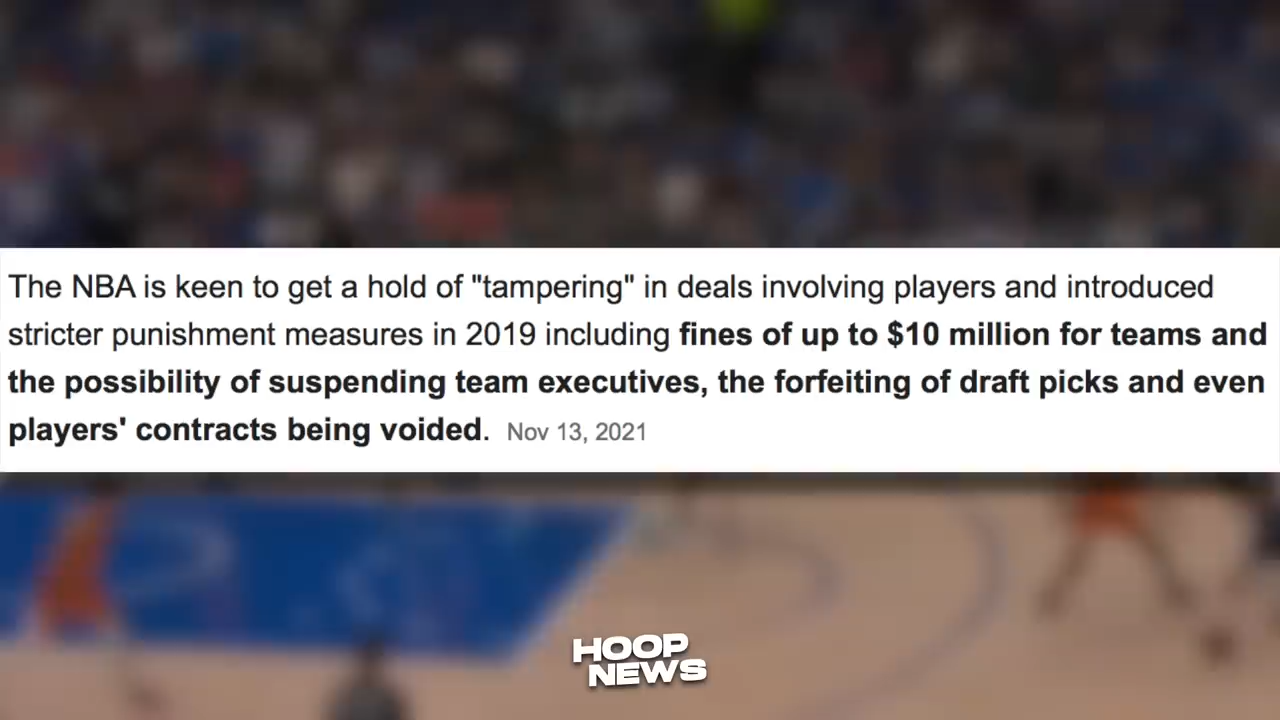 The NBA is keen to get a hold of "tampering" in deals involving players and introduced
stricter punishment measures in 2019 including fines of up to $10 million for teams and
the possibility of suspending team executives, the forfeiting of draft picks and even
players' contracts being voided. Nov 13, 2021
HOOP
NEWS